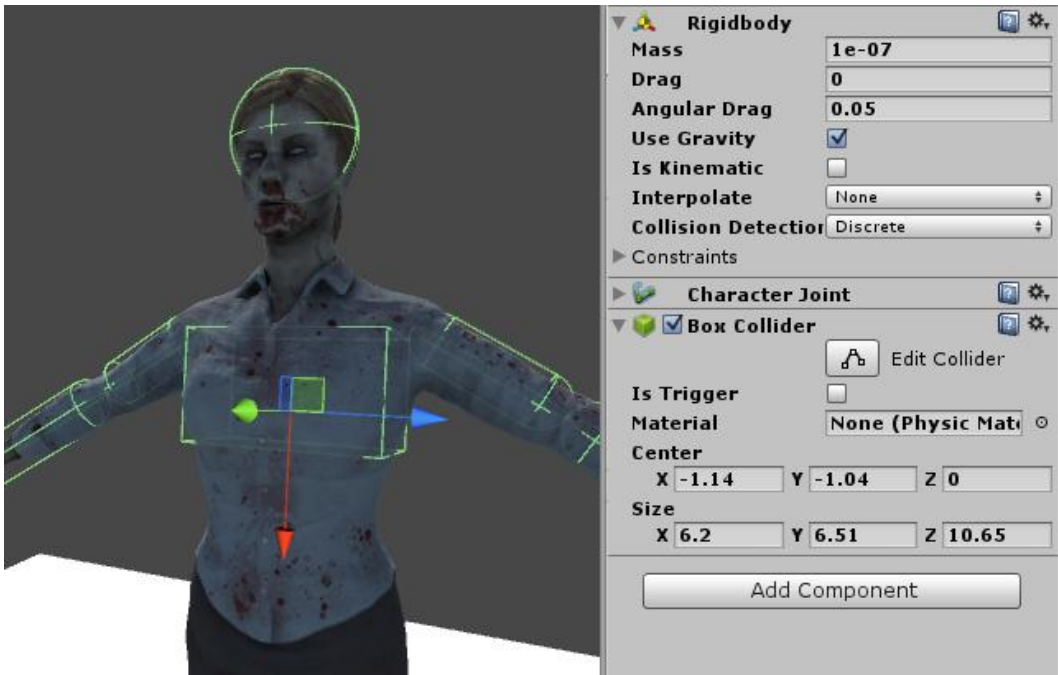 Rigidbody
Mass 1e-07
Drag 0
Angular Drag 0.05
Use Gravity
Is Kinematic
Interpolate None
Collision Detection Discrete
Constraints
Character Joint
Box Collider
Edit Collider
Is Trigger
Material None (Physic Mat
Center
X -1.14 Y -1.04 Z 0
Size
X 6.2 Y 6.51 Z 10.65
Add Component